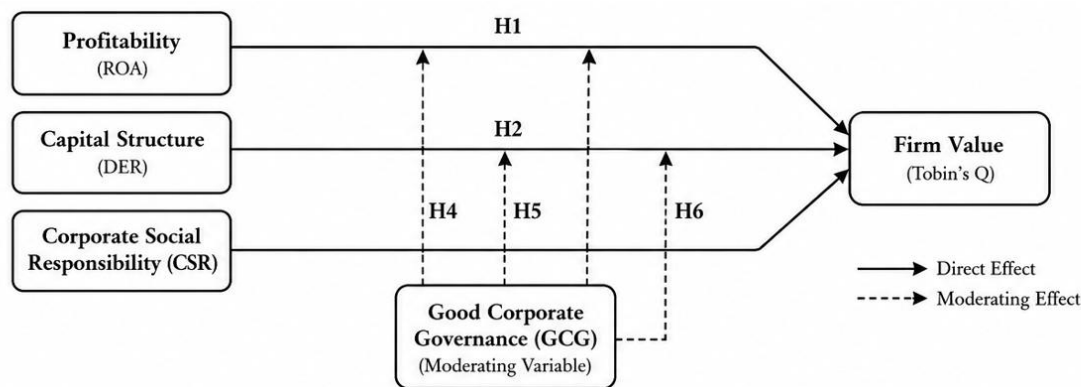 H1
Profitability
(ROA)
H2
Capital Structure
(DER)
Firm Value
(Tobin's Q)
H4
H5
H6
Corporate Social
Responsibility (CSR)
Direct Effect
Moderating Effect
Good Corporate
Governance (GCG)
(Moderating Variable)